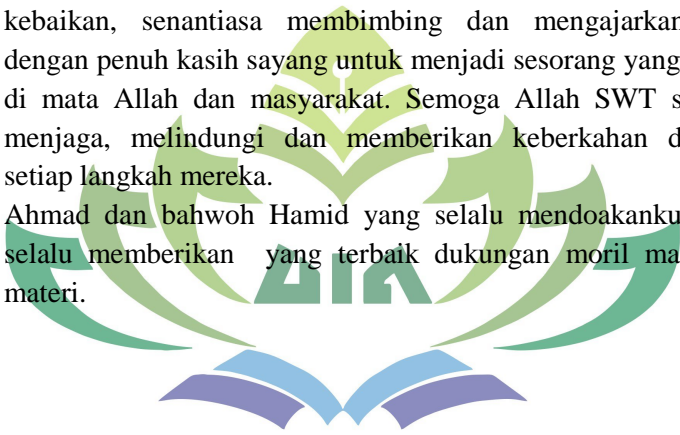 kebaikan, senantiasa membimbing dan mengajarkan
dengan penuh kasih sayang untuk menjadi sesorang yang
di mata Allah dan masyarakat. Semoga Allah SWT s
menjaga, melindungi dan memberikan keberkahan d
setiap langkah mereka.
Ahmad dan bahwoh Hamid yang selalu mendoakanku
selalu memberikan yang terbaik dukungan moril ma
materi.